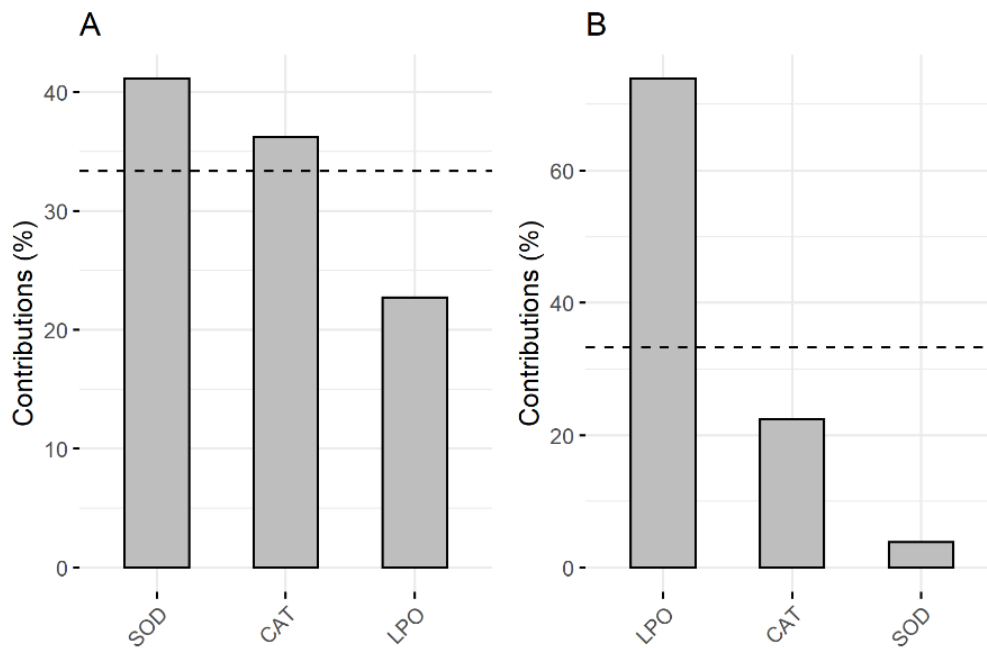 A
Contributions (%)
40
30
20
10
0
SOD
CAT
LPO
B
Contributions (%)
60
40
20
0
LPO
CAT
SOD